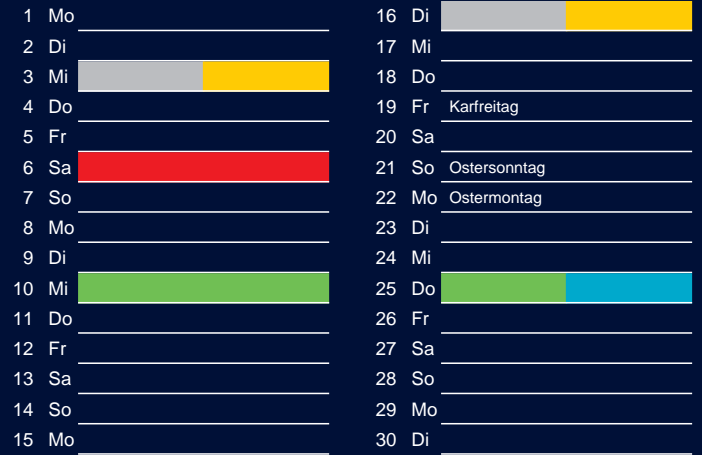 1 Mo
2 Di
3 Mi
4 Do
5 Fr
6 Sa
7 So
8 Mo
9 Di
10 Mi
11 Do
12 Fr
13 Sa
14 So
15 Mo
16 Di
17 Mi
18 Do
19 Fr Karfreitag
20 Sa
21 So Ostersonntag
22 Mo Ostermontag
23 Di
24 Mi
25 Do
26 Fr
27 Sa
28 So
29 Mo
30 Di